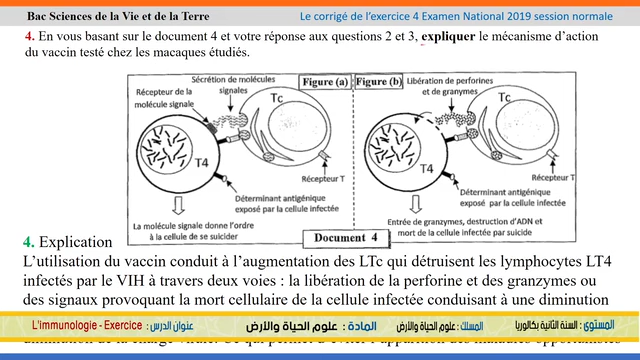 Bac Sciences de la Vie et de la Terre
Le corrigé de l'exercice 4 Examen National 2019 session normale
4. En vous basant sur le document 4 et votre réponse aux questions 2 et 3, expliquer le mécanisme d'action
du vaccin testé chez les macaques étudiés.
Récepteur de la
molécule signale
Sécrétion de molécules
signales
Figure (a)
Tc
T4
Récepteur T
Déterminant antigénique
exposé par la cellule infectée
La molécule signale donne l'ordre
à la cellule de se suicider
Figure (b)
Libération de perforines
et de granzymes
Tc
T4
Récepteur T
Déterminant antigénique
exposé par la cellule infectée
Entrée de granzymes, destruction d'ADN et
mort de la cellule infectée par suicide
Document 4
4. Explication
L'utilisation du vaccin conduit à l'augmentation des LTc qui détruisent les lymphocytes LT4
infectés par le VIH à travers deux voies : la libération de la perforine et des granzymes ou
des signaux provoquant la mort cellulaire de la cellule infectée conduisant à une diminution
L'immunologie - Exercice : عنوان الدرس
المادة : علوم الحياة والأرض
المسلك : علوم الحياة والأرض
المستوى : السنة الثانية بكالوريا